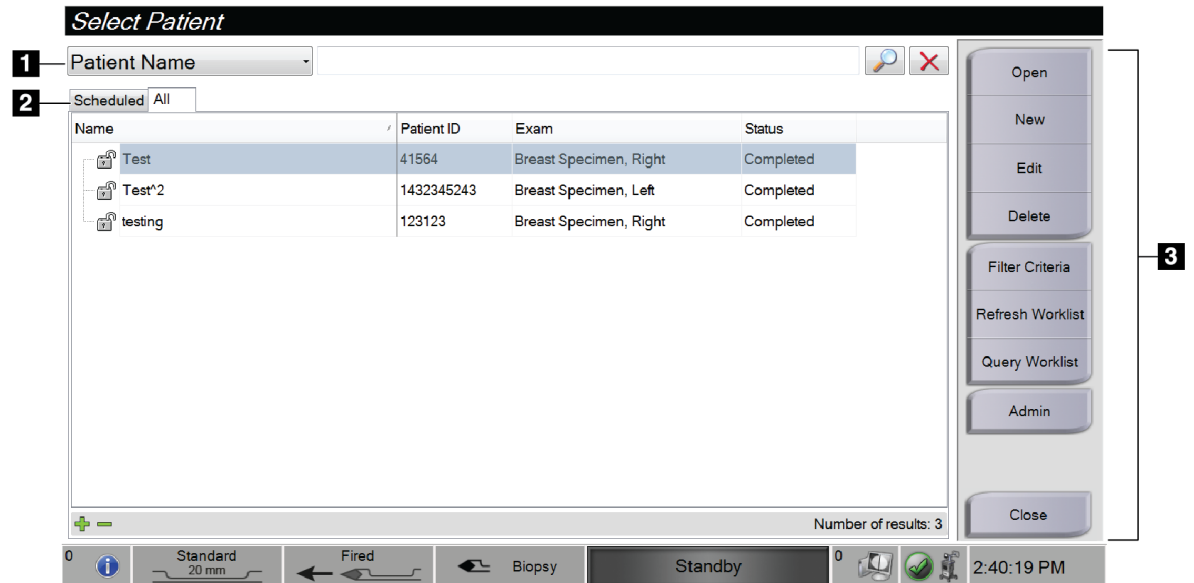 Select Patient
1
Patient Name
2
Scheduled All
Name Patient ID Exam Status
Test 41564 Breast Specimen, Right Completed
Test^2 1432345243 Breast Specimen, Left Completed
testing 123123 Breast Specimen, Right Completed
Number of results: 3
Open
New
Edit
Delete
Filter Criteria
Refresh Worklist
Query Worklist
Admin
Close
3
0
Standard
20 mm
Fired
Biopsy
Standby
0
2:40:19 PM